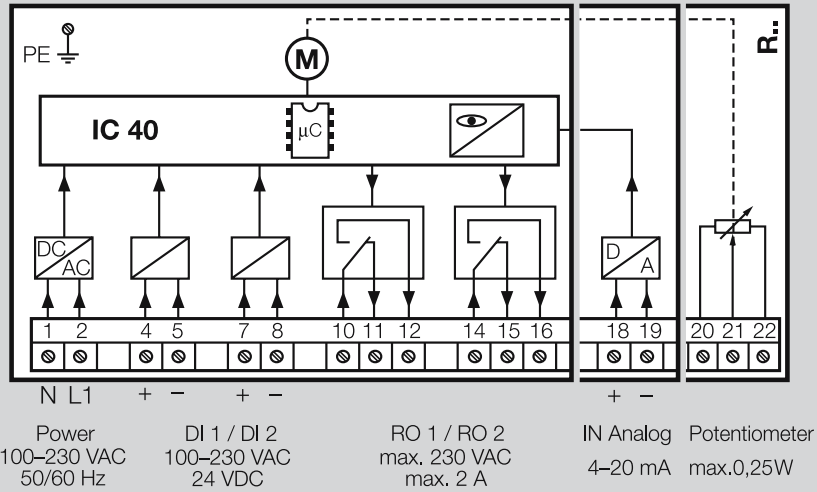 PE
M
R..
IC 40
µC
DC
AC
D
A
1 2 4 5 7 8 10 11 12 14 15 16 18 19 20 21 22
N L1 + − + − + −
Power
100–230 VAC
50/60 Hz
DI 1 / DI 2
100–230 VAC
24 VDC
RO 1 / RO 2
max. 230 VAC
max. 2 A
IN Analog
4–20 mA
Potentiometer
max.0,25W